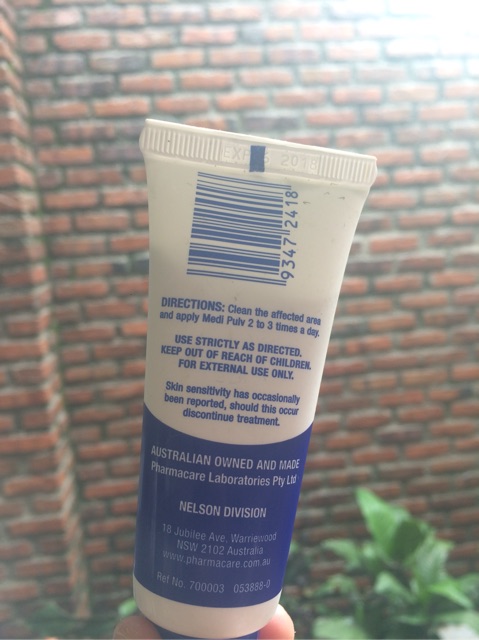 EXP 2018
9347 2418
DIRECTIONS: Clean the affected area
and apply Medi Pulv 2 to 3 times a day.
USE STRICTLY AS DIRECTED.
KEEP OUT OF REACH OF CHILDREN.
FOR EXTERNAL USE ONLY.
Skin sensitivity has occasionally
been reported, should this occur
discontinue treatment.
AUSTRALIAN OWNED AND MADE
Pharmacare Laboratories Pty Ltd
NELSON DIVISION
18 Jubilee Ave, Warriewood
NSW 2102 Australia
www.pharmacare.com.au
Ref No. 700003 053888-0